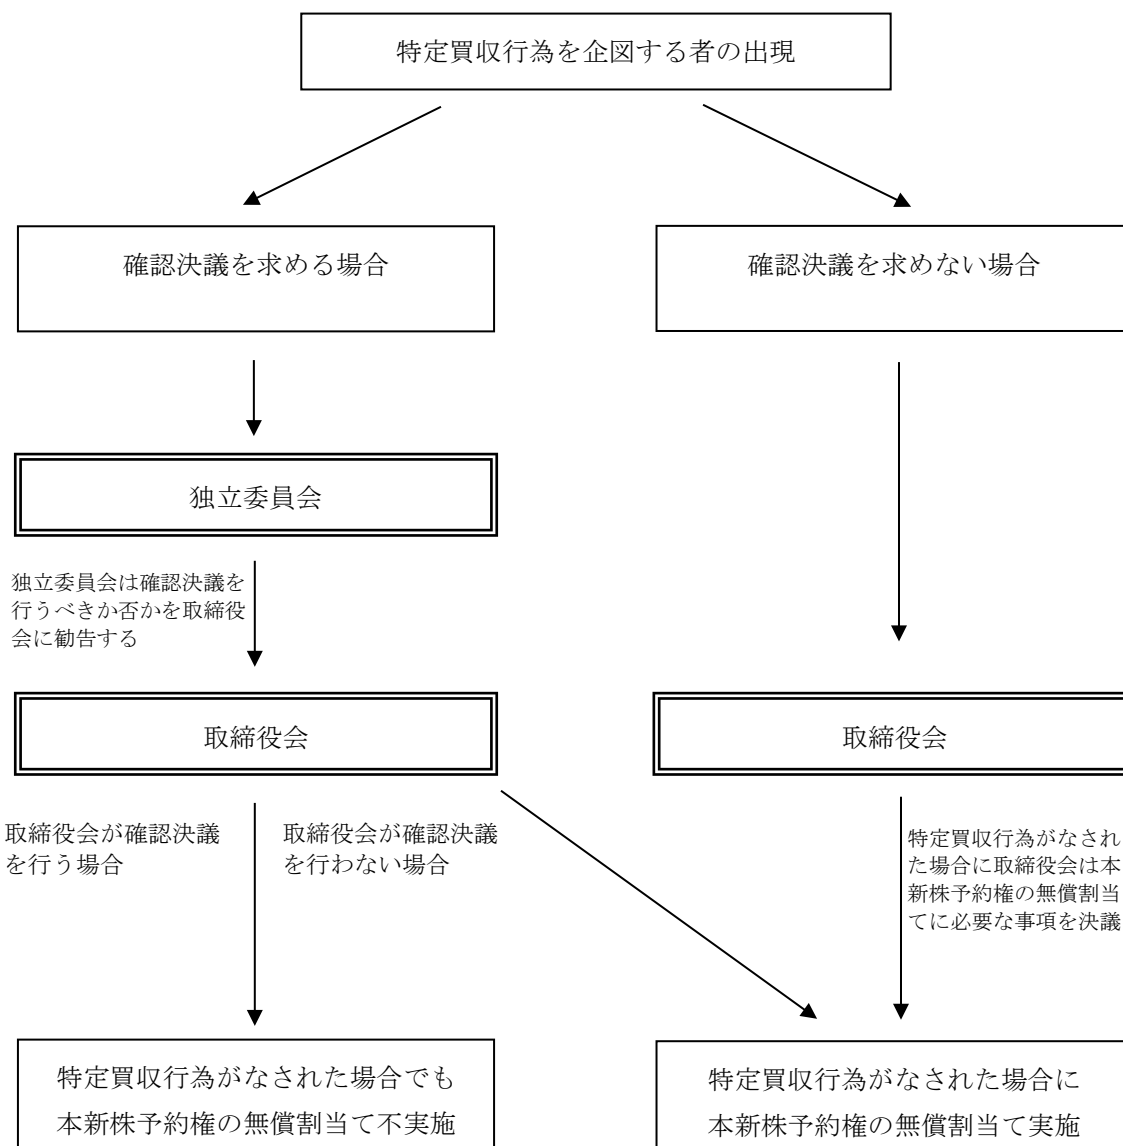 特定買収行為を企図する者の出現
確認決議を求める場合
確認決議を求めない場合
独立委員会
独立委員会は確認決議を
行うべきか否かを取締役
会に勧告する
取締役会
取締役会
取締役会が確認決議
を行う場合
取締役会が確認決議
を行わない場合
特定買収行為がなされ
た場合に取締役会は本
新株予約権の無償割当
てに必要な事項を決議
特定買収行為がなされた場合でも
本新株予約権の無償割当て不実施
特定買収行為がなされた場合に
本新株予約権の無償割当て実施